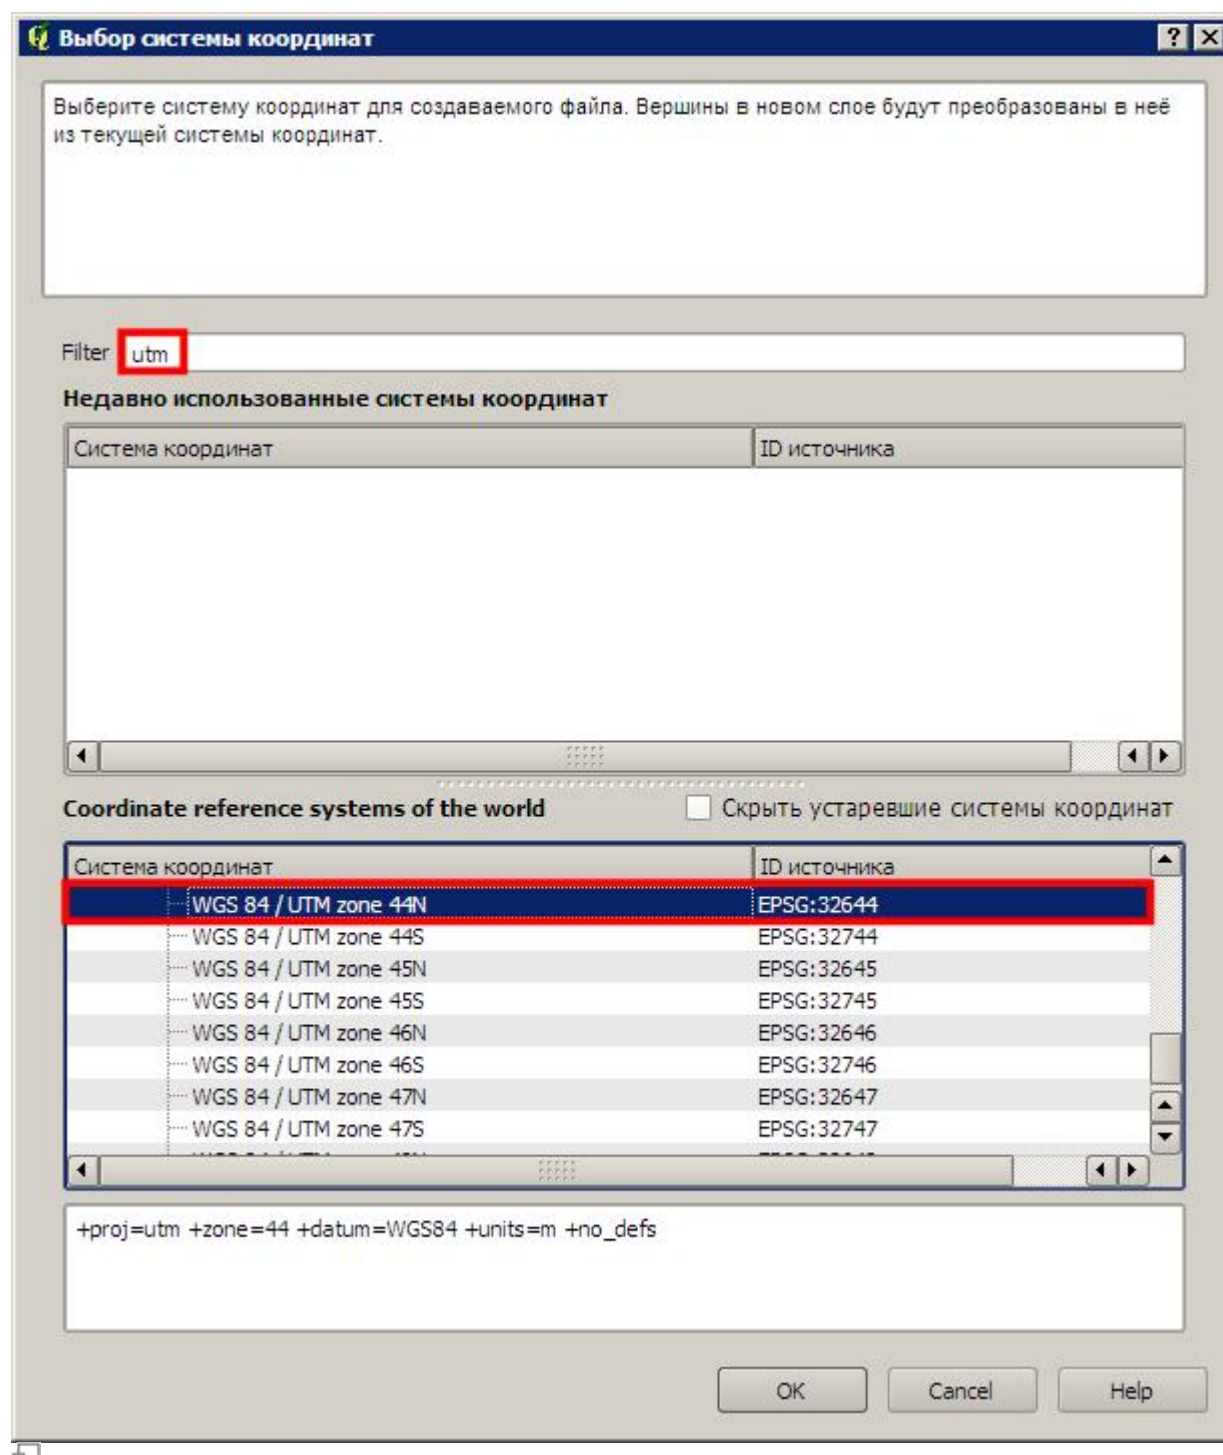 Выбор системы координат
Выберите систему координат для создаваемого файла. Вершины в новом слое будут преобразованы в неё
из текущей системы координат.
Filter utm
Недавно использованные системы координат
Система координат ID источника
Coordinate reference systems of the world Скрыть устаревшие системы координат
Система координат ID источника
WGS 84 / UTM zone 44N EPSG:32644
WGS 84 / UTM zone 44S EPSG:32744
WGS 84 / UTM zone 45N EPSG:32645
WGS 84 / UTM zone 45S EPSG:32745
WGS 84 / UTM zone 46N EPSG:32646
WGS 84 / UTM zone 46S EPSG:32746
WGS 84 / UTM zone 47N EPSG:32647
WGS 84 / UTM zone 47S EPSG:32747
+proj=utm +zone=44 +datum=WGS84 +units=m +no_defs
OK Cancel Help